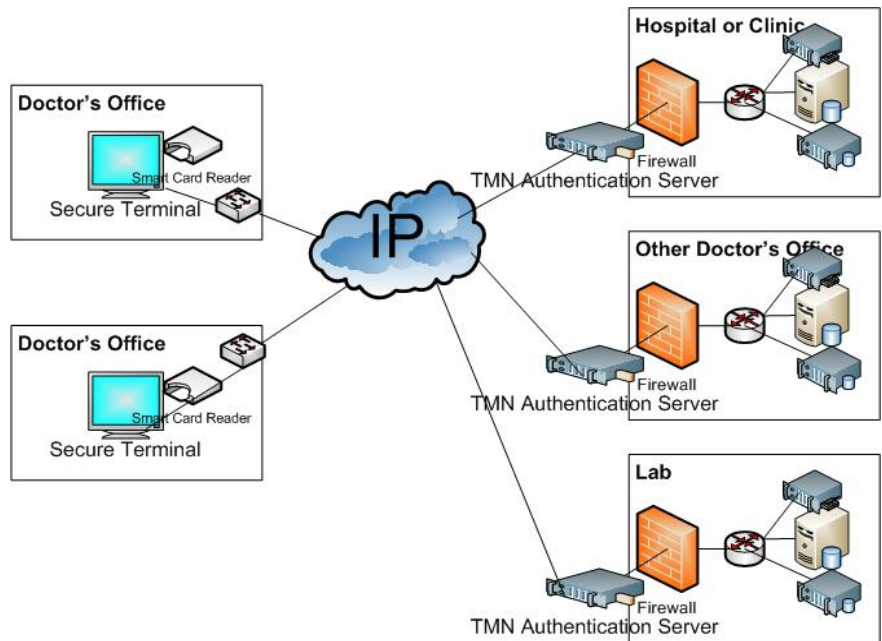 Doctor's Office
Smart Card Reader
Secure Terminal
Doctor's Office
Smart Card Reader
Secure Terminal
IP
Hospital or Clinic
Firewall
TMN Authentication Server
Other Doctor's Office
Firewall
TMN Authentication Server
Lab
Firewall
TMN Authentication Server